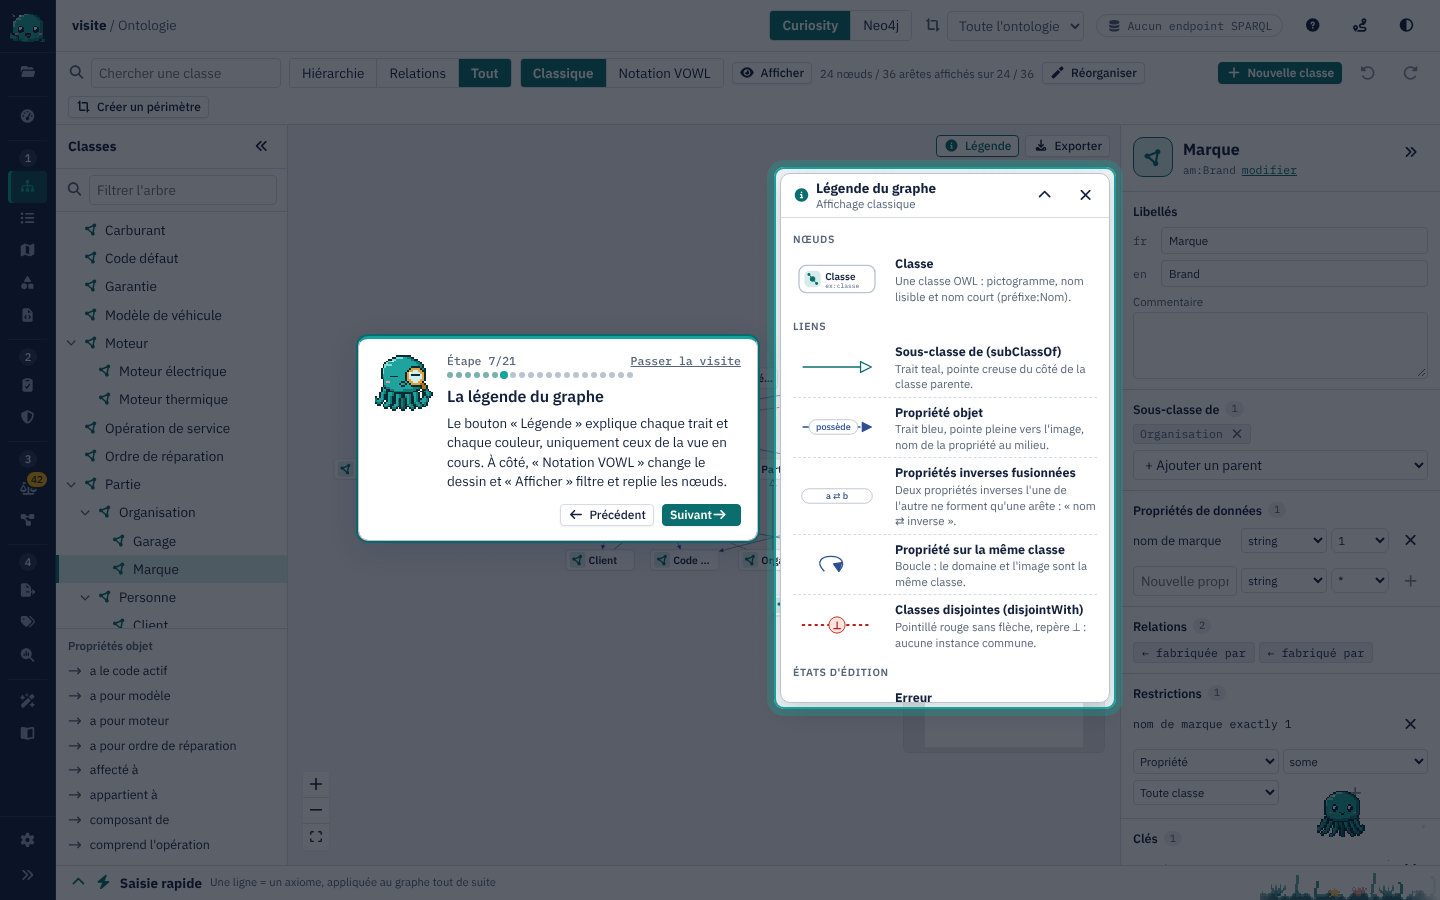 visite / Ontologie
Curiosity
Neo4j
Toute l'ontologie
Aucun endpoint SPARQL
Chercher une classe
Hiérarchie
Relations
Tout
Classique
Notation VOWL
Afficher
24 nœuds / 36 arêtes affichés sur 24 / 36
Réorganiser
Nouvelle classe
Créer un périmètre
1
2
3
42
4
Classes
Filtrer l'arbre
Carburant
Code défaut
Garantie
Modèle de véhicule
Moteur
Moteur électrique
Moteur thermique
Opération de service
Ordre de réparation
Partie
Organisation
Garage
Marque
Personne
Client
Propriétés objet
a le code actif
a pour modèle
a pour moteur
a pour ordre de réparation
affecté à
appartient à
composant de
comprend l'opération
Légende
Exporter
Étape 7/21
Passer la visite
La légende du graphe
Le bouton « Légende » explique chaque trait et
chaque couleur, uniquement ceux de la vue en
cours. À côté, « Notation VOWL » change le
dessin et « Afficher » filtre et replie les nœuds.
Précédent
Suivant
Client
Code ...
Légende du graphe
Affichage classique
NŒUDS
Classe
ex:classe
Classe
Une classe OWL : pictogramme, nom
lisible et nom court (préfixe:Nom).
LIENS
Sous-classe de (subClassOf)
Trait teal, pointe creuse du côté de la
classe parente.
possède
Propriété objet
Trait bleu, pointe pleine vers l'image,
nom de la propriété au milieu.
a ⇄ b
Propriétés inverses fusionnées
Deux propriétés inverses l'une de
l'autre ne forment qu'une arête : « nom
⇄ inverse ».
Propriété sur la même classe
Boucle : le domaine et l'image sont la
même classe.
⊥
Classes disjointes (disjointWith)
Pointillé rouge sans flèche, repère ⊥ :
aucune instance commune.
ÉTATS D'ÉDITION
Erreur
Marque
am:Brand modifier
Libellés
fr
Marque
en
Brand
Commentaire
Sous-classe de 1
Organisation
+ Ajouter un parent
Propriétés de données 1
nom de marque
string
1
Nouvelle propr
string
*
Relations 2
← fabriquée par
← fabriqué par
Restrictions 1
nom de marque exactly 1
Propriété
some
Toute classe
Clés 1
Saisie rapide
Une ligne = un axiome, appliquée au graphe tout de suite